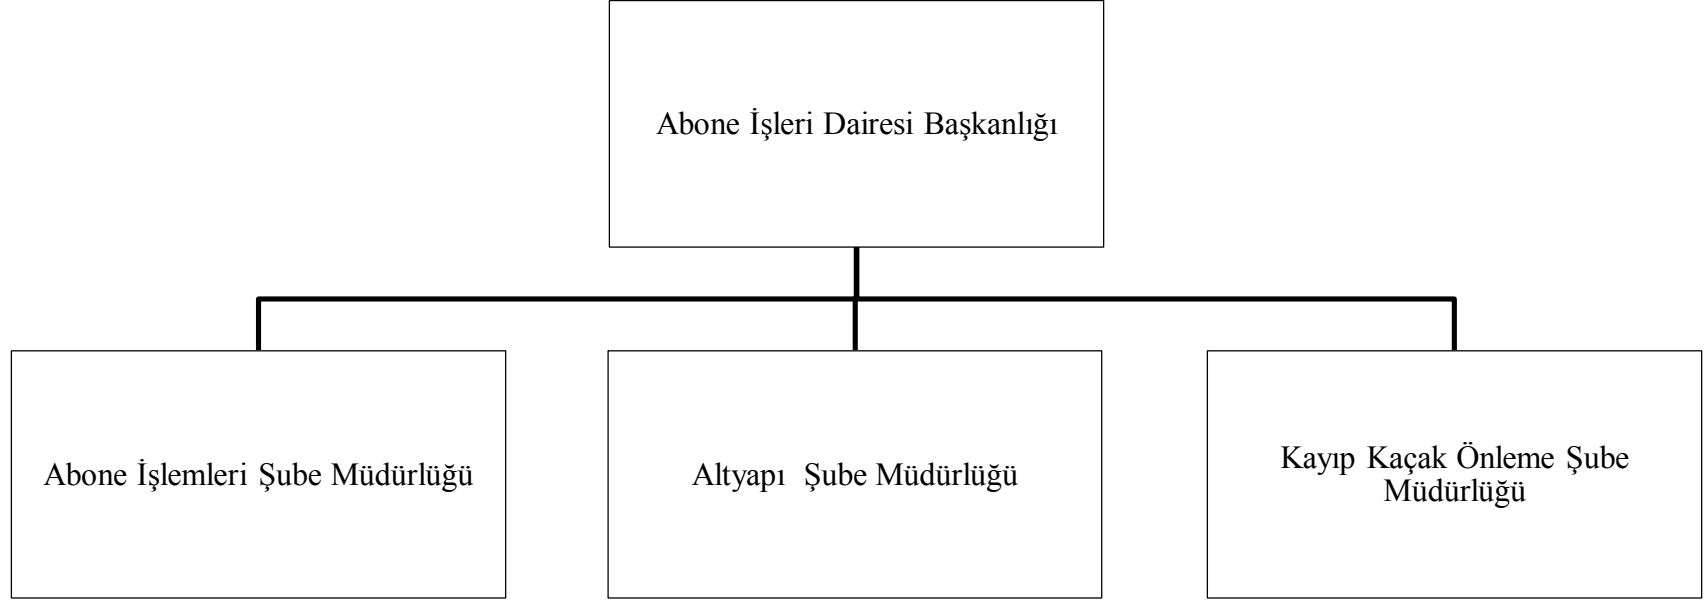 Abone İşleri Dairesi Başkanlığı
Abone İşlemleri Şube Müdürlüğü
Altyapı  Şube Müdürlüğü
Kayıp Kaçak Önleme Şube
Müdürlüğü